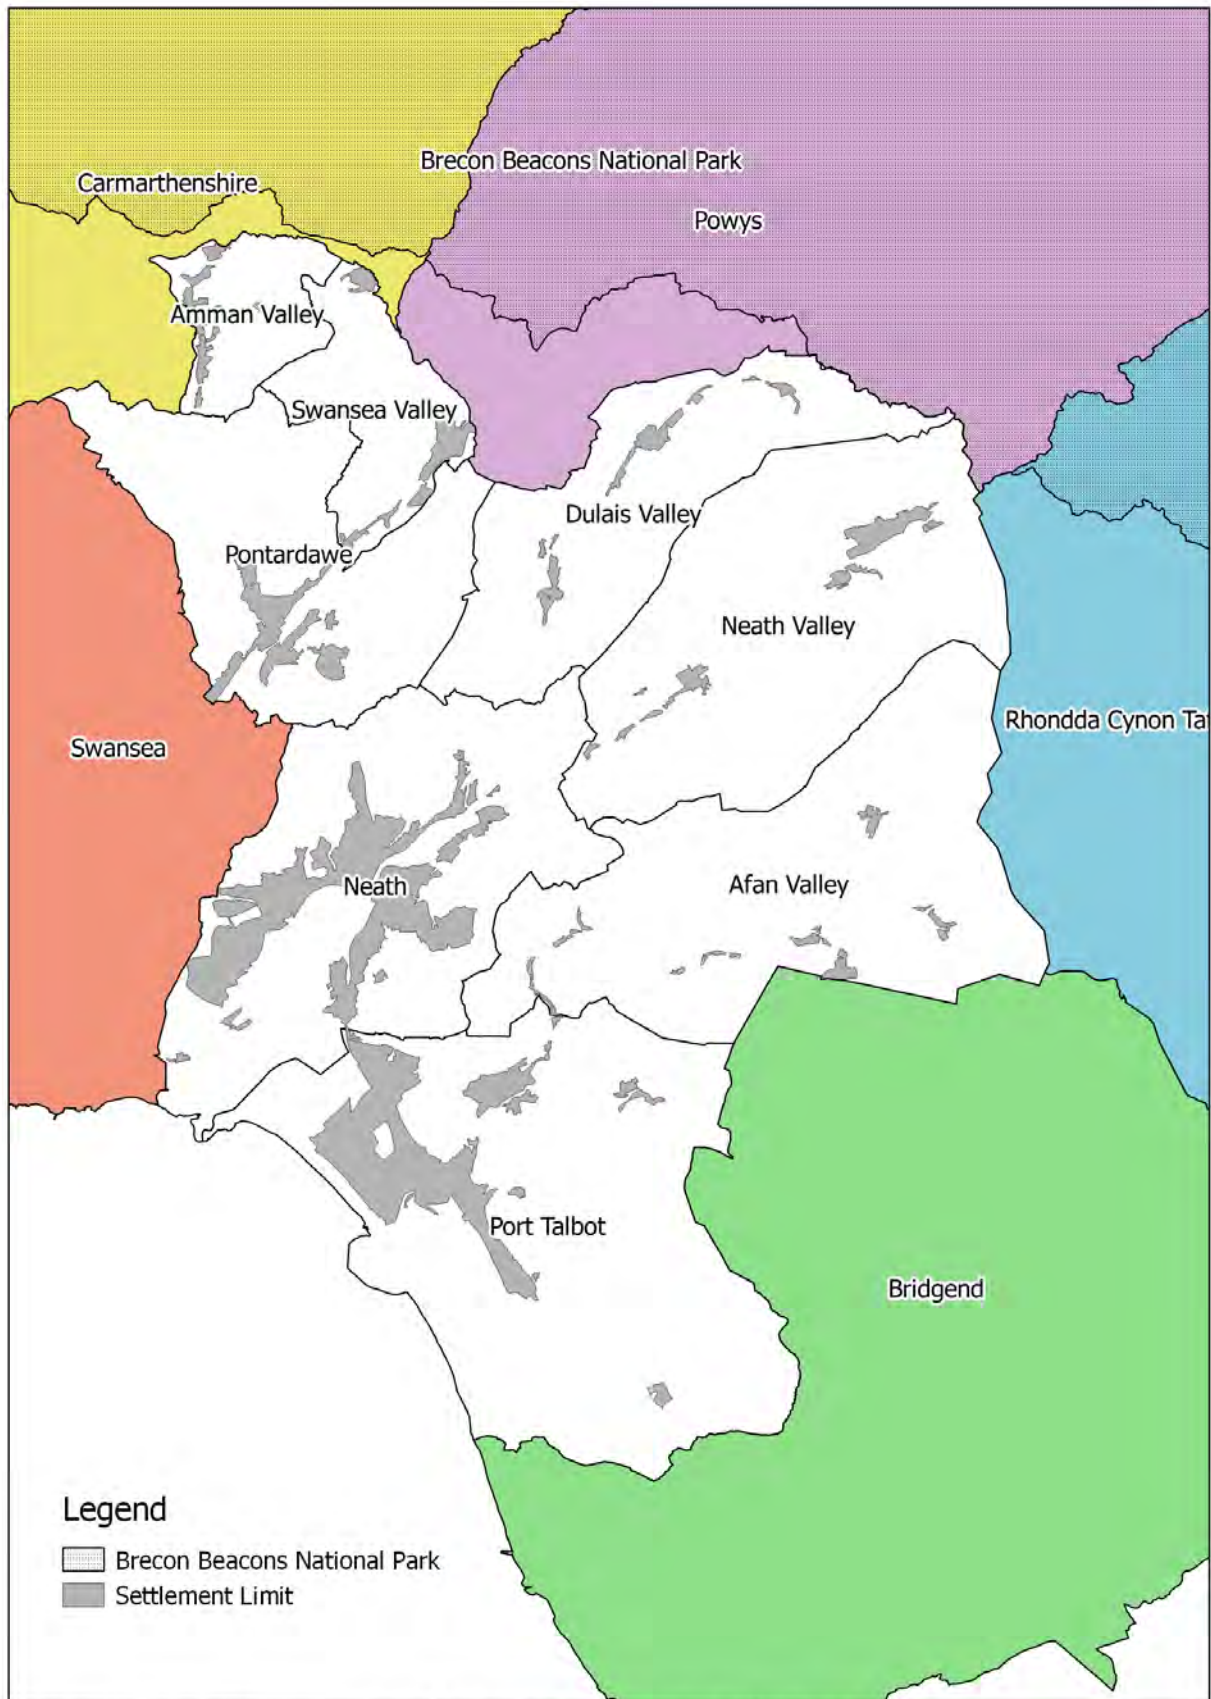 Brecon Beacons National Park
Carmarthenshire
Powys
Amman Valley
Swansea Valley
Dulais Valley
Pontardawe
Neath Valley
Rhondda Cynon Taf
Swansea
Neath
Afan Valley
Port Talbot
Bridgend
Legend
Brecon Beacons National Park
Settlement Limit